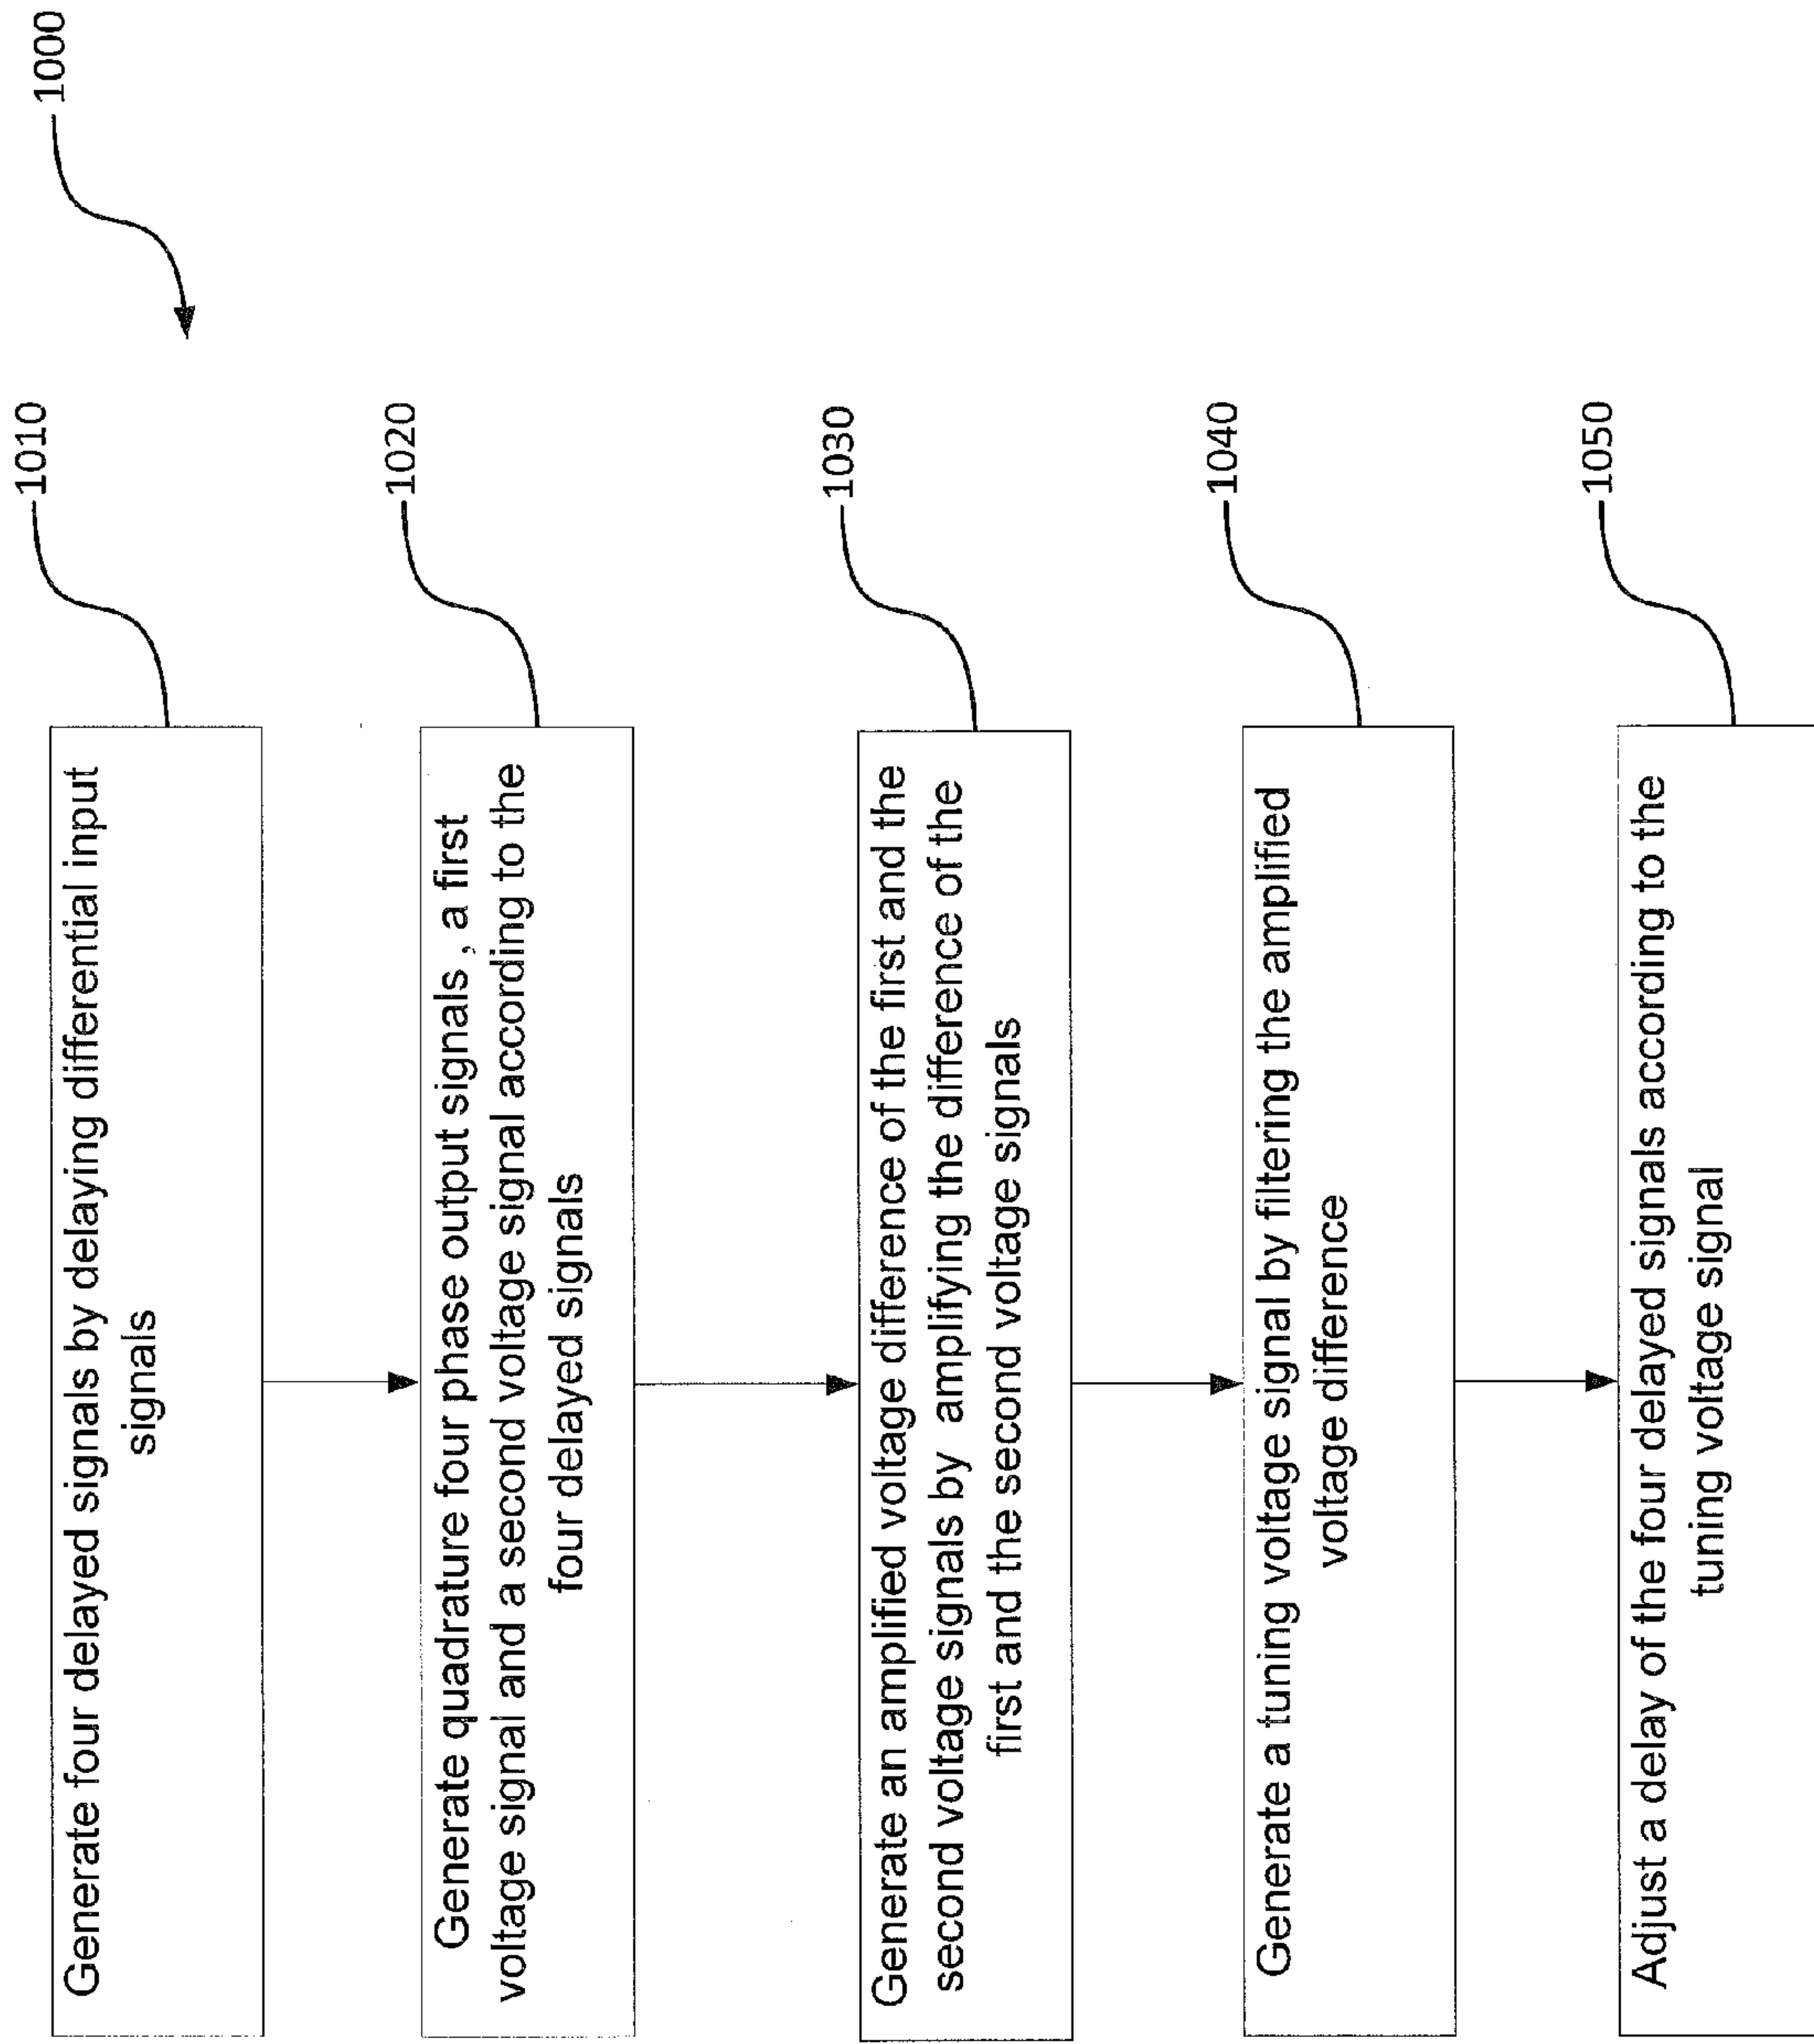 1000
1010
Generate four delayed signals by delaying differential input
signals
1020
Generate quadrature four phase output signals , a first
voltage signal and a second voltage signal according to the
four delayed signals
1030
Generate an amplified voltage difference of the first and the
second voltage signals by amplifying the difference of the
first and the second voltage signals
1040
Generate a tuning voltage signal by filtering the amplified
voltage difference
1050
Adjust a delay of the four delayed signals according to the
tuning voltage signal